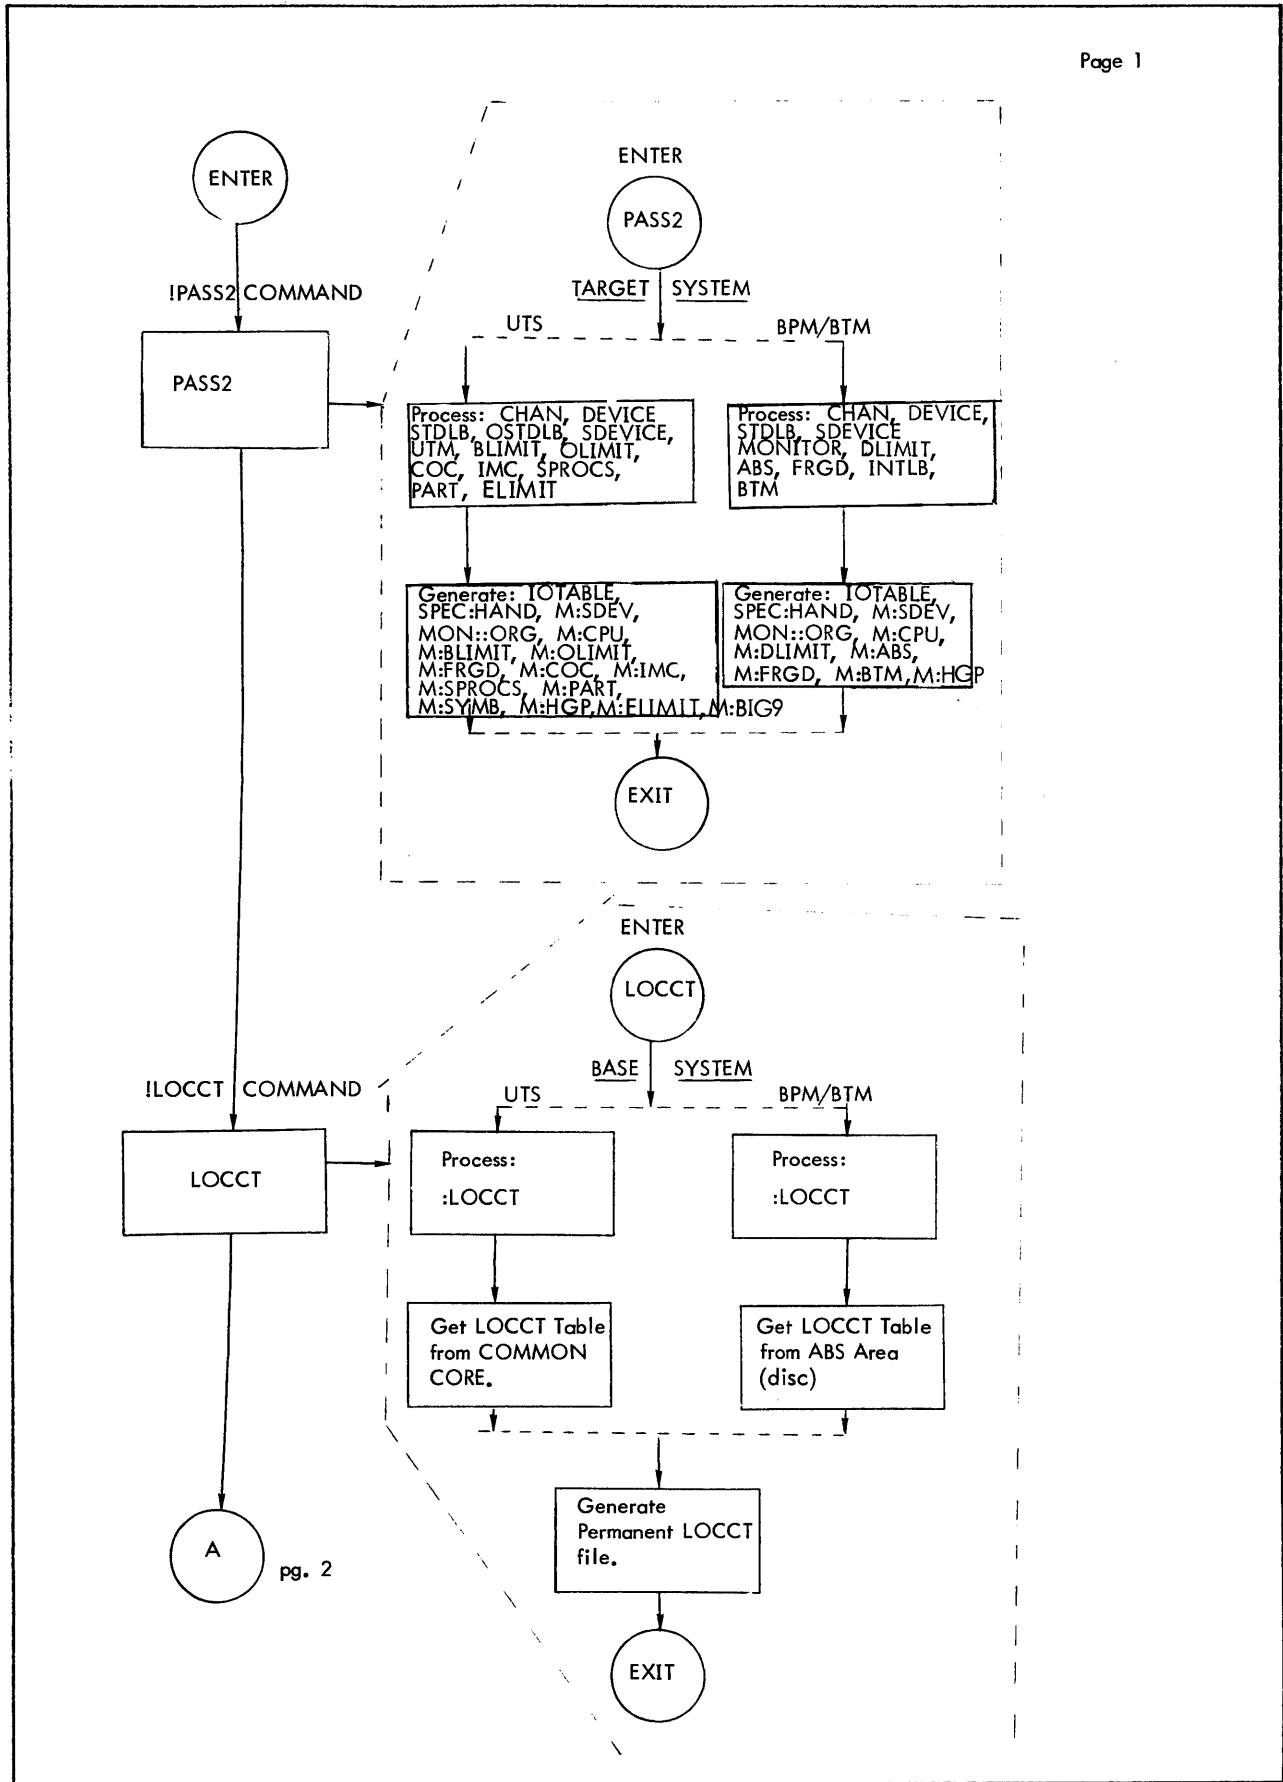 Page 1
ENTER
!PASS2 COMMAND
PASS2
ENTER
PASS2
TARGET SYSTEM
UTS
BPM/BTM
Process: CHAN, DEVICE
STDLB, OSTDLB, SDEVICE,
UTM, BLIMIT, OLIMIT,
COC, IMC, SPROCS,
PART, ELIMIT
Process: CHAN, DEVICE,
STDLB, SDEVICE
MONITOR, DLIMIT,
ABS, FRGD, INTLB,
BTM
Generate: IOTABLE,
SPEC:HAND, M:SDEV,
MON::ORG, M:CPU,
M:BLIMIT, M:OLIMIT,
M:FRGD, M:COC, M:IMC,
M:SPROCS, M:PART,
M:SYMB, M:HGP,M:ELIMIT,M:BIG9
Generate: IOTABLE,
SPEC:HAND, M:SDEV,
MON::ORG, M:CPU,
M:DLIMIT, M:ABS,
M:FRGD, M:BTM,M:HGP
EXIT
!LOCCT COMMAND
LOCCT
ENTER
LOCCT
BASE SYSTEM
UTS
BPM/BTM
Process:
:LOCCT
Process:
:LOCCT
Get LOCCT Table
from COMMON
CORE.
Get LOCCT Table
from ABS Area
(disc)
Generate
Permanent LOCCT
file.
EXIT
A
pg. 2